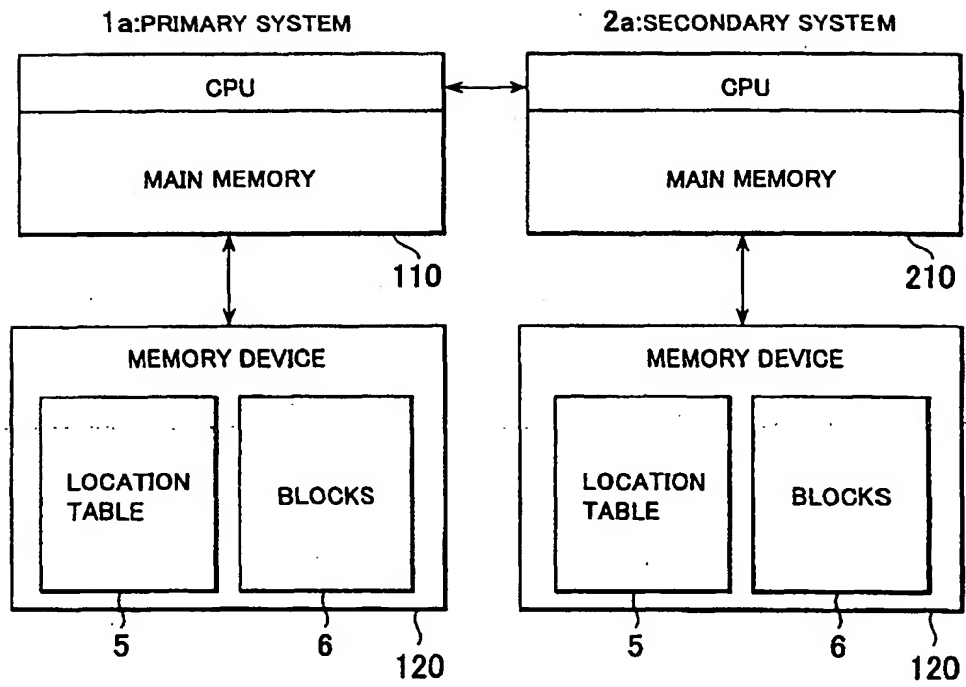 1a:PRIMARY SYSTEM
2a:SECONDARY SYSTEM
CPU
CPU
MAIN MEMORY
MAIN MEMORY
110
210
MEMORY DEVICE
MEMORY DEVICE
LOCATION
TABLE
BLOCKS
LOCATION
TABLE
BLOCKS
5
6
120
5
6
120